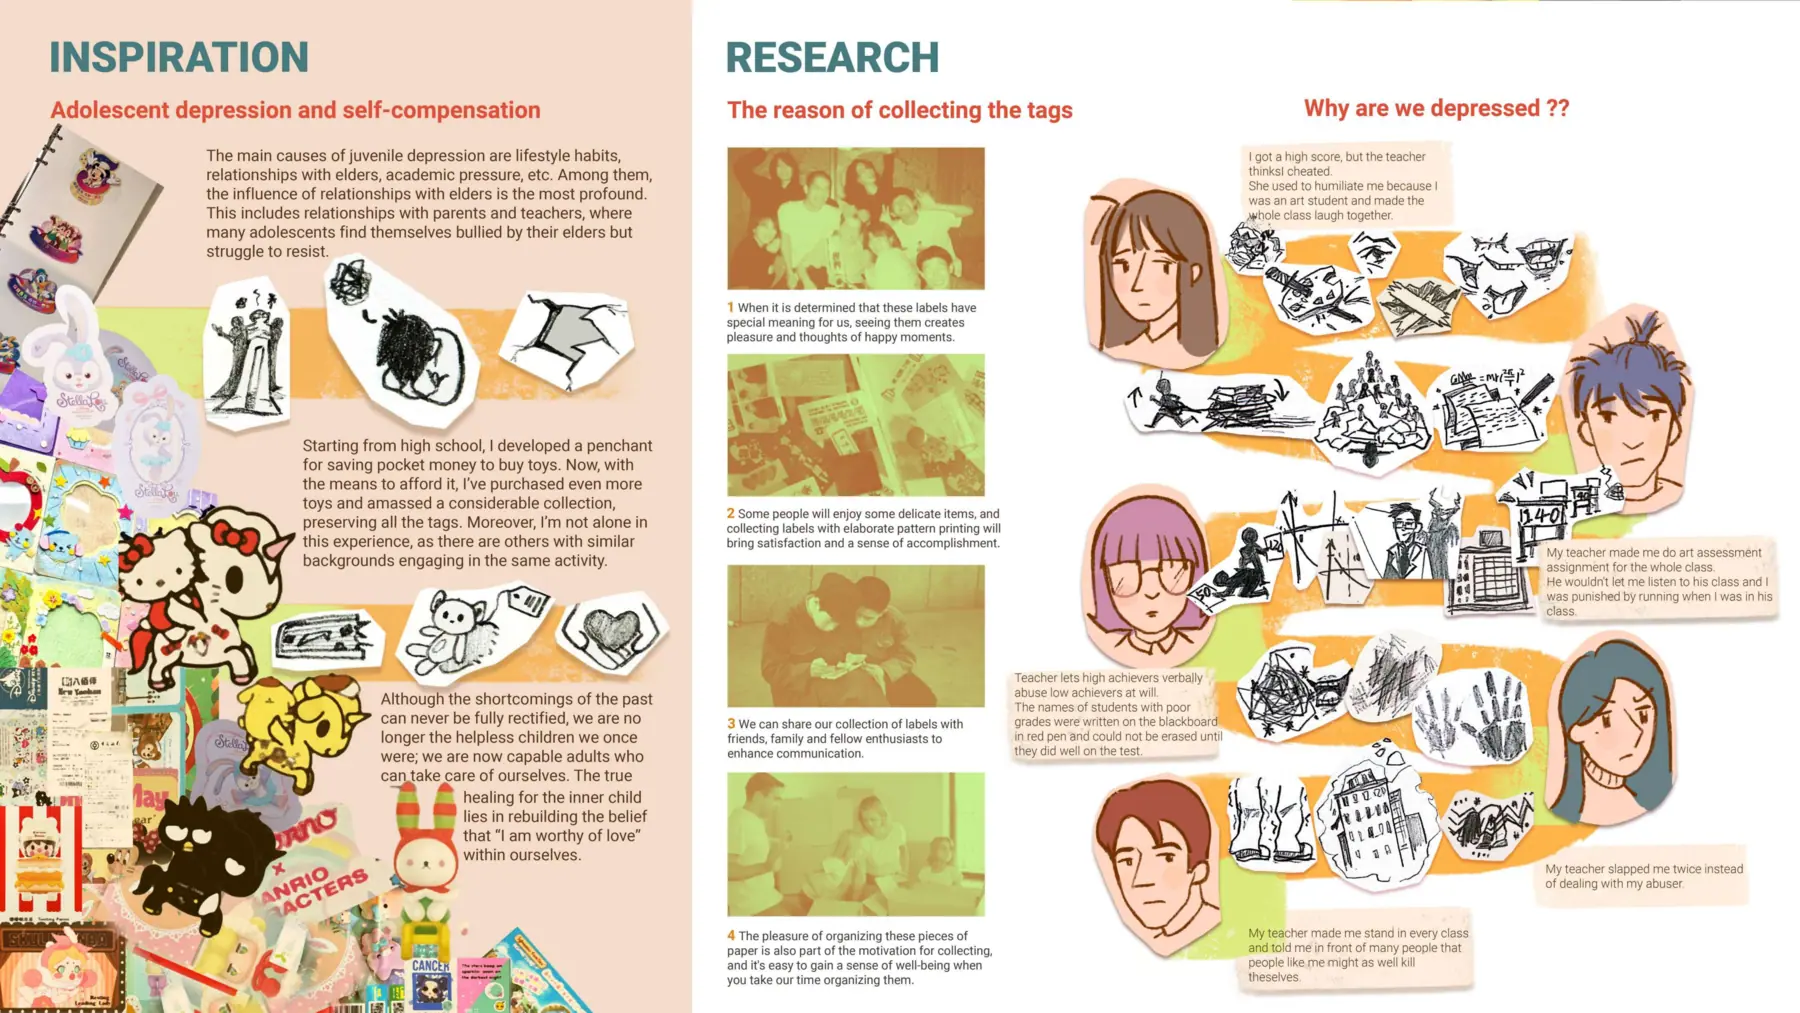 INSPIRATION
Adolescent depression and self-compensation
The main causes of juvenile depression are lifestyle habits,
relationships with elders, academic pressure, etc. Among them,
the influence of relationships with elders is the most profound.
This includes relationships with parents and teachers, where
many adolescents find themselves bullied by their elders but
struggle to resist.
Starting from high school, I developed a penchant
for saving pocket money to buy toys. Now, with
the means to afford it, I've purchased even more
toys and amassed a considerable collection,
preserving all the tags. Moreover, I'm not alone in
this experience, as there are others with similar
backgrounds engaging in the same activity.
Although the shortcomings of the past
can never be fully rectified, we are no
longer the helpless children we once
were; we are now capable adults who
can take care of ourselves. The true
healing for the inner child
lies in rebuilding the belief
that “I am worthy of love”
within ourselves.
StellaLou
May
CANCER
RESEARCH
The reason of collecting the tags
1 When it is determined that these labels have
special meaning for us, seeing them creates
pleasure and thoughts of happy moments.
2 Some people will enjoy some delicate items, and
collecting labels with elaborate pattern printing will
bring satisfaction and a sense of accomplishment.
3 We can share our collection of labels with
friends, family and fellow enthusiasts to
enhance communication.
4 The pleasure of organizing these pieces of
paper is also part of the motivation for collecting,
and it's easy to gain a sense of well-being when
you take our time organizing them.
Why are we depressed ??
I got a high score, but the teacher
thinksI cheated.
She used to humiliate me because I
was an art student and made the
whole class laugh together.
140
50
My teacher made me do art assessment
assignment for the whole class.
He wouldn't let me listen to his class and I
was punished by running when I was in his
class.
Teacher lets high achievers verbally
abuse low achievers at will.
The names of students with poor
grades were written on the blackboard
in red pen and could not be erased until
they did well on the test.
My teacher slapped me twice instead
of dealing with my abuser.
My teacher made me stand in every class
and told me in front of many people that
people like me might as well kill
theselves.